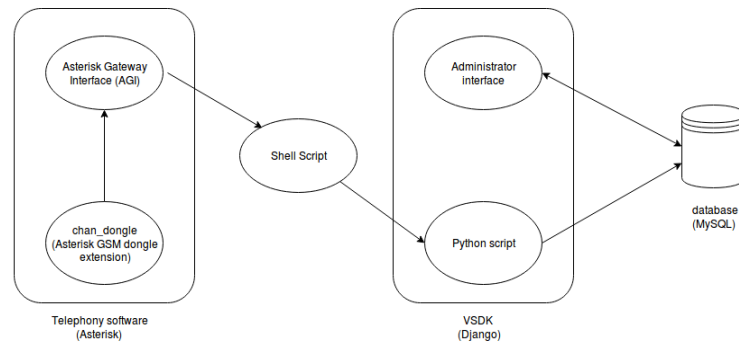 Asterisk Gateway
Interface (AGI)
Administrator
interface
Shell Script
chan_dongle
(Asterisk GSM dongle
extension)
Python script
database
(MySQL)
Telephony software
(Asterisk)
VSDK
(Django)